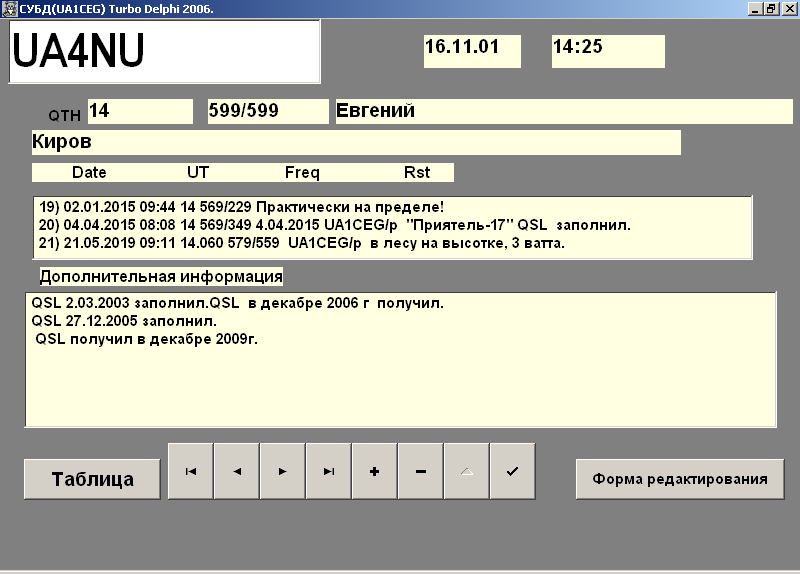 СУБД(UA1CEG) Turbo Delphi 2006.
UA4NU
16.11.01 14:25
QTH 14 599/599 Евгений
Киров
Date UT Freq Rst
19) 02.01.2015 09:44 14 569/229 Практически на пределе!
20) 04.04.2015 08:08 14 569/349 4.04.2015 UA1CEG/p "Приятель-17" QSL заполнил.
21) 21.05.2019 09:11 14.060 579/559 UA1CEG/p в лесу на высотке, 3 ватта.
Дополнительная информация
QSL 2.03.2003 заполнил.QSL в декабре 2006 г получил.
QSL 27.12.2005 заполнил.
QSL получил в декабре 2009г.
Таблица
Форма редактирования